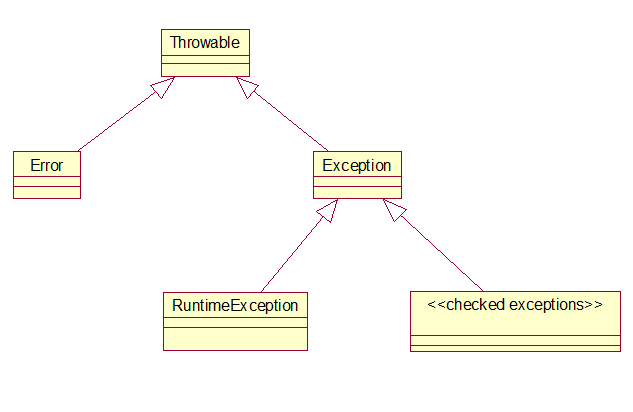 Throwable
Error
Exception
RuntimeException
<<checked exceptions>>